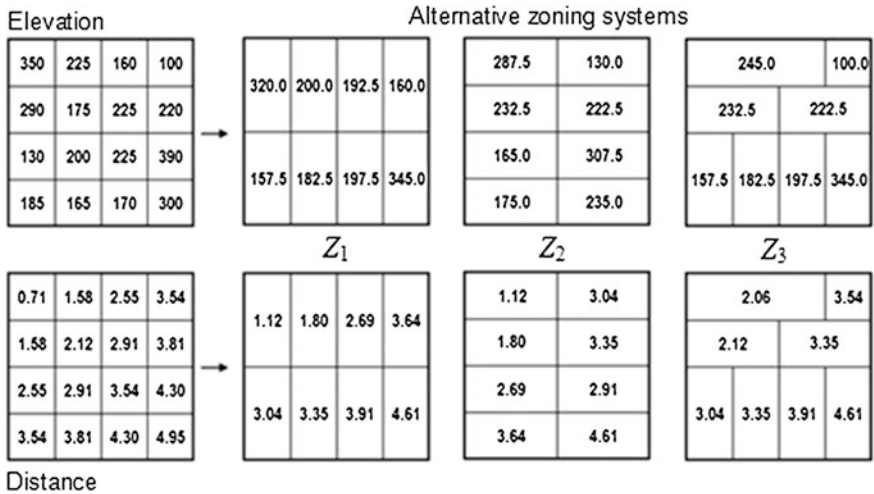 Elevation
Alternative zoning systems
350 225 160 100
290 175 225 220
130 200 225 390
185 165 170 300
320.0 200.0 192.5 160.0
157.5 182.5 197.5 345.0
287.5 130.0
232.5 222.5
165.0 307.5
175.0 235.0
245.0 100.0
232.5 222.5
157.5 182.5 197.5 345.0
Z1
Z2
Z3
0.71 1.58 2.55 3.54
1.58 2.12 2.91 3.81
2.55 2.91 3.54 4.30
3.54 3.81 4.30 4.95
1.12 1.80 2.69 3.64
3.04 3.35 3.91 4.61
1.12 3.04
1.80 3.35
2.69 2.91
3.64 4.61
2.06 3.54
2.12 3.35
3.04 3.35 3.91 4.61
Distance